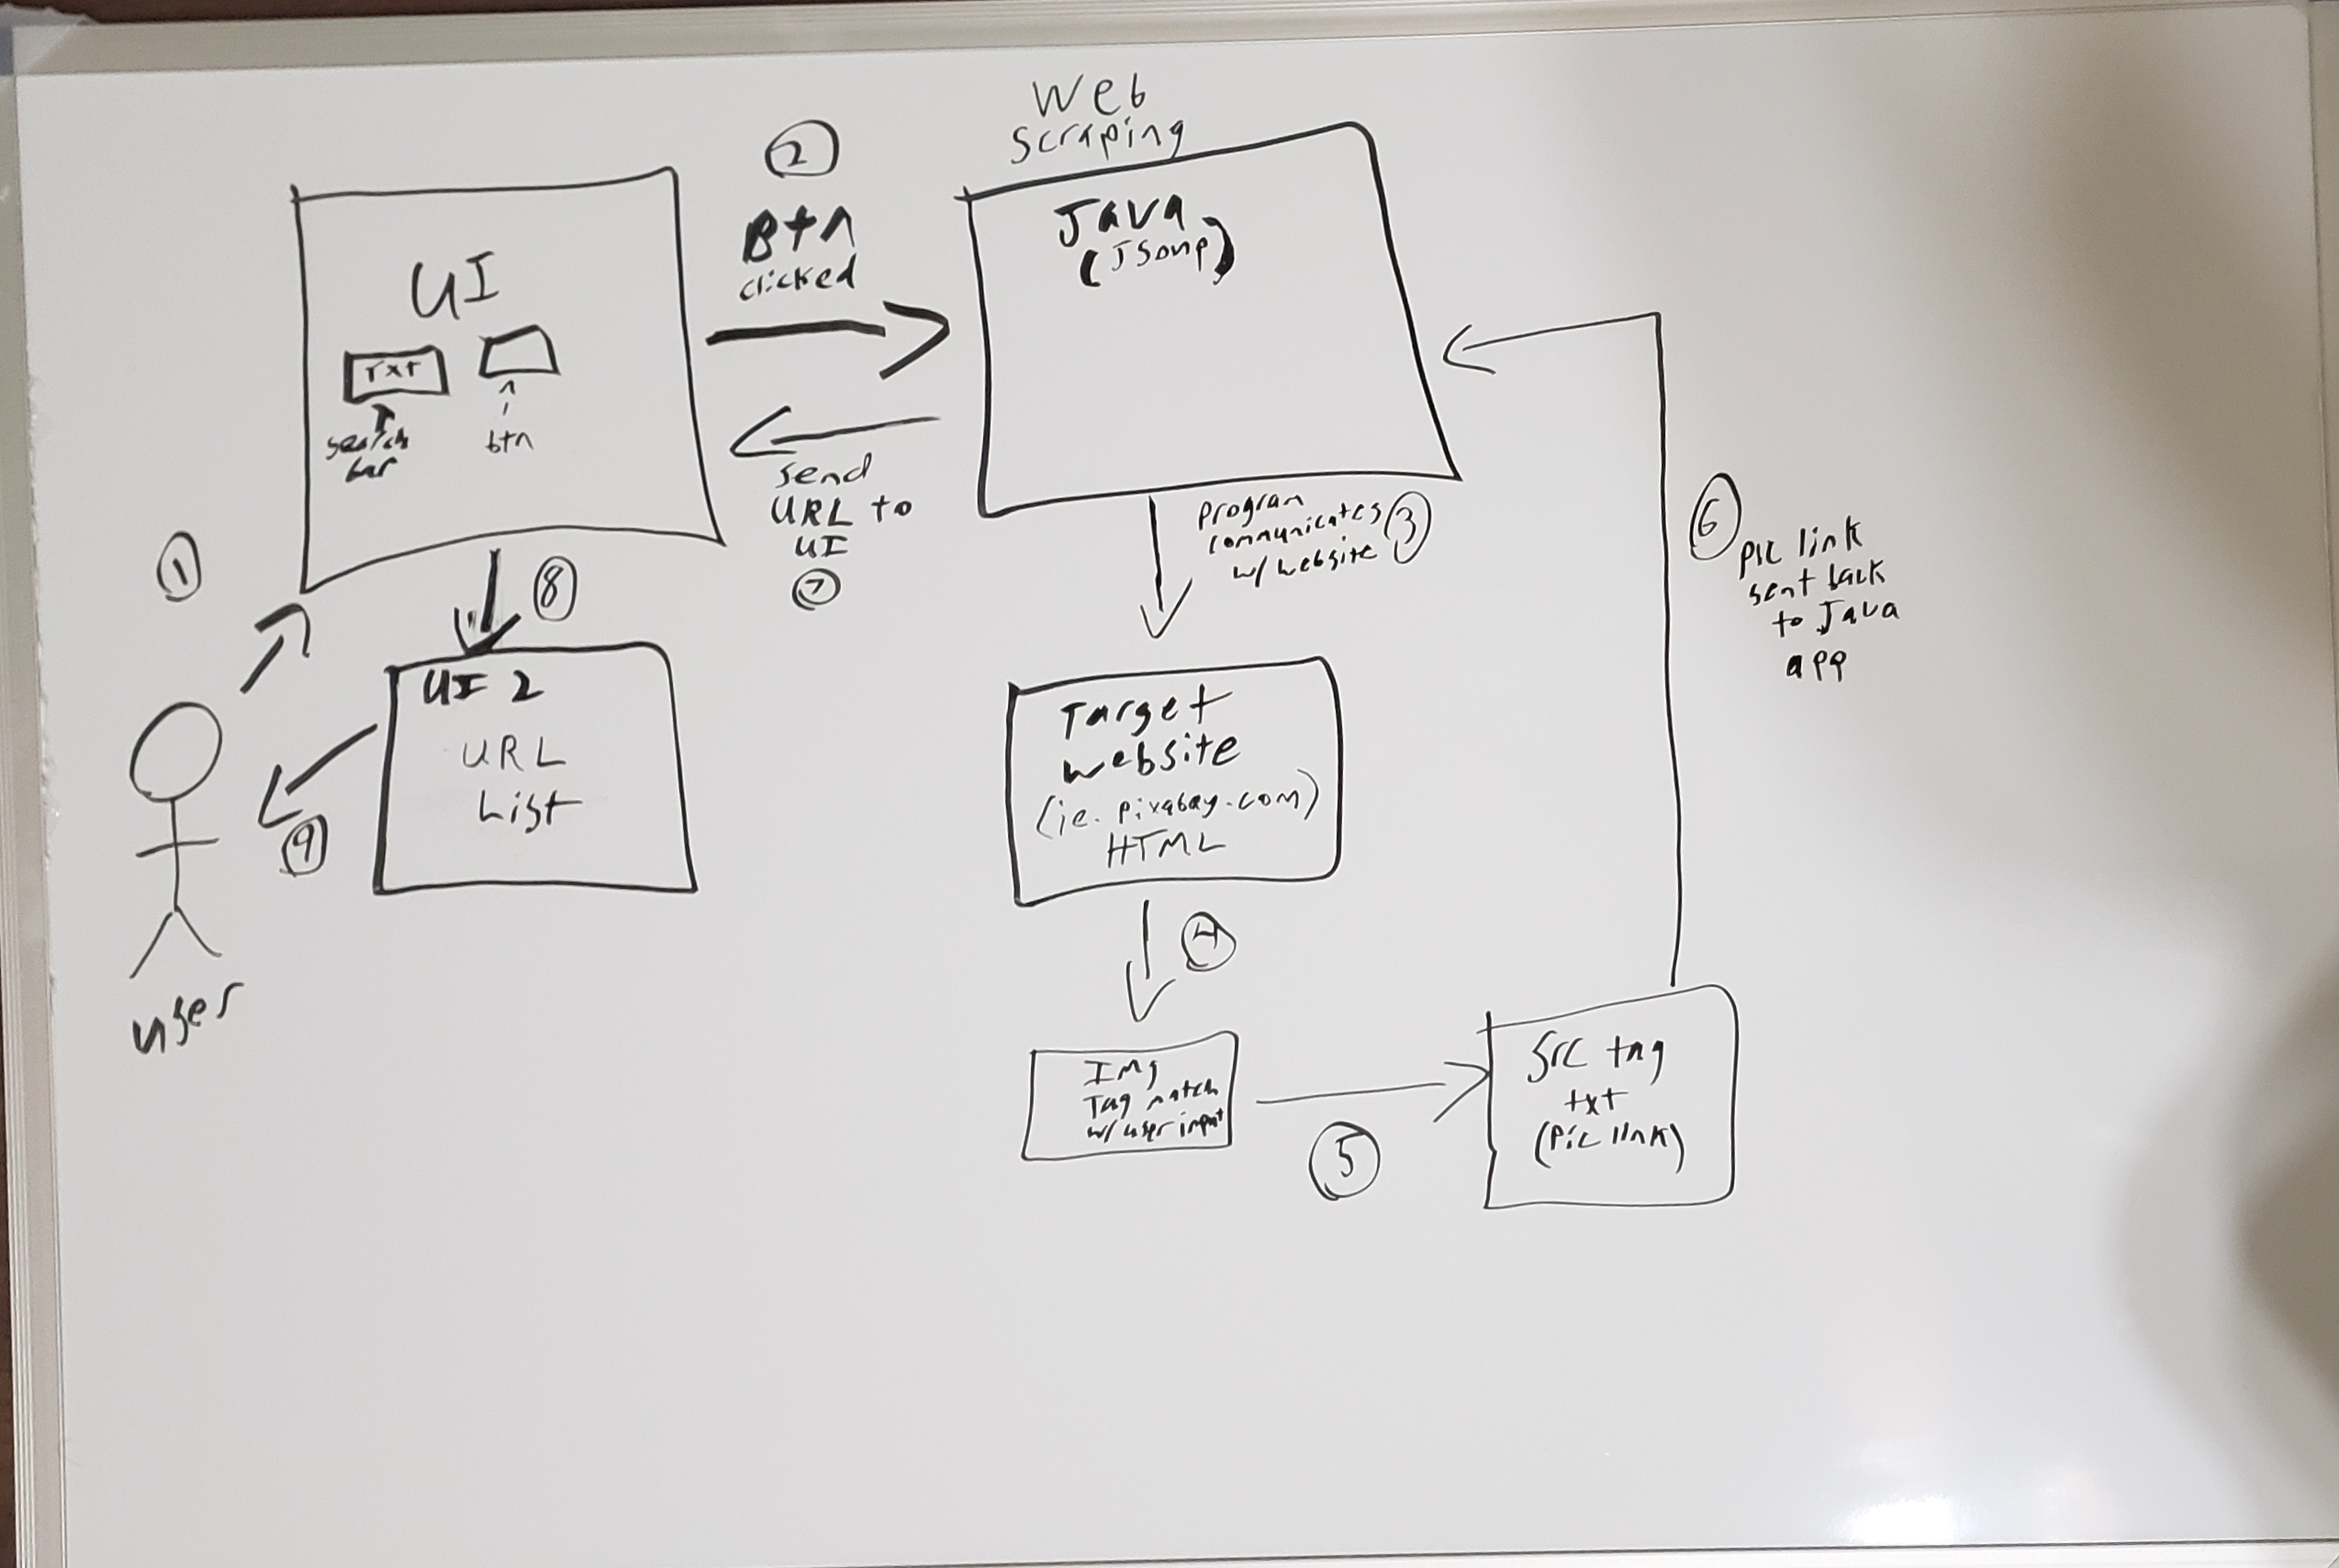 Web
Scraping
2
Btn
clicked
Java
(Jsonp)
UI
Txt
search
bar
btn
send
URL to
UI
7
Program
communicates
w/ website
3
6
pic link
sent back
to Java
app
1
8
UI 2
URL
List
9
user
Target
website
(ie. pixabay.com)
HTML
4
Img
Tag match
w/ user input
5
Src tag
txt
(pic link)